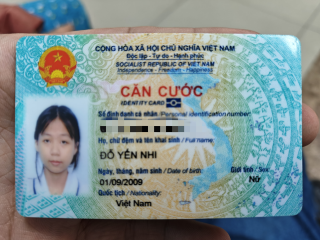 CỘNG HÒA XÃ HỘI CHỦ NGHĨA VIỆT NAM
Độc lập - Tự do - Hạnh phúc
SOCIALIST REPUBLIC OF VIET NAM
Independence - Freedom - Happiness
CĂN CƯỚC
IDENTITY CARD
Số định danh cá nhân / Personal identification number:
Họ, chữ đệm và tên khai sinh / Full name
ĐỖ YẾN NHI
Ngày, tháng, năm sinh / Date of birth Giới tính / Sex
01/09/2009 Nữ
Quốc tịch / Nationality:
Việt Nam